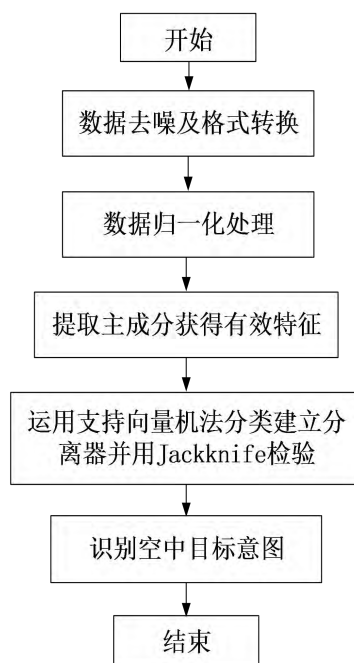 开始
数据去噪及格式转换
数据归一化处理
提取主成分获得有效特征
运用支持向量机法分类建立分
离器并用Jackknife检验
识别空中目标意图
结束